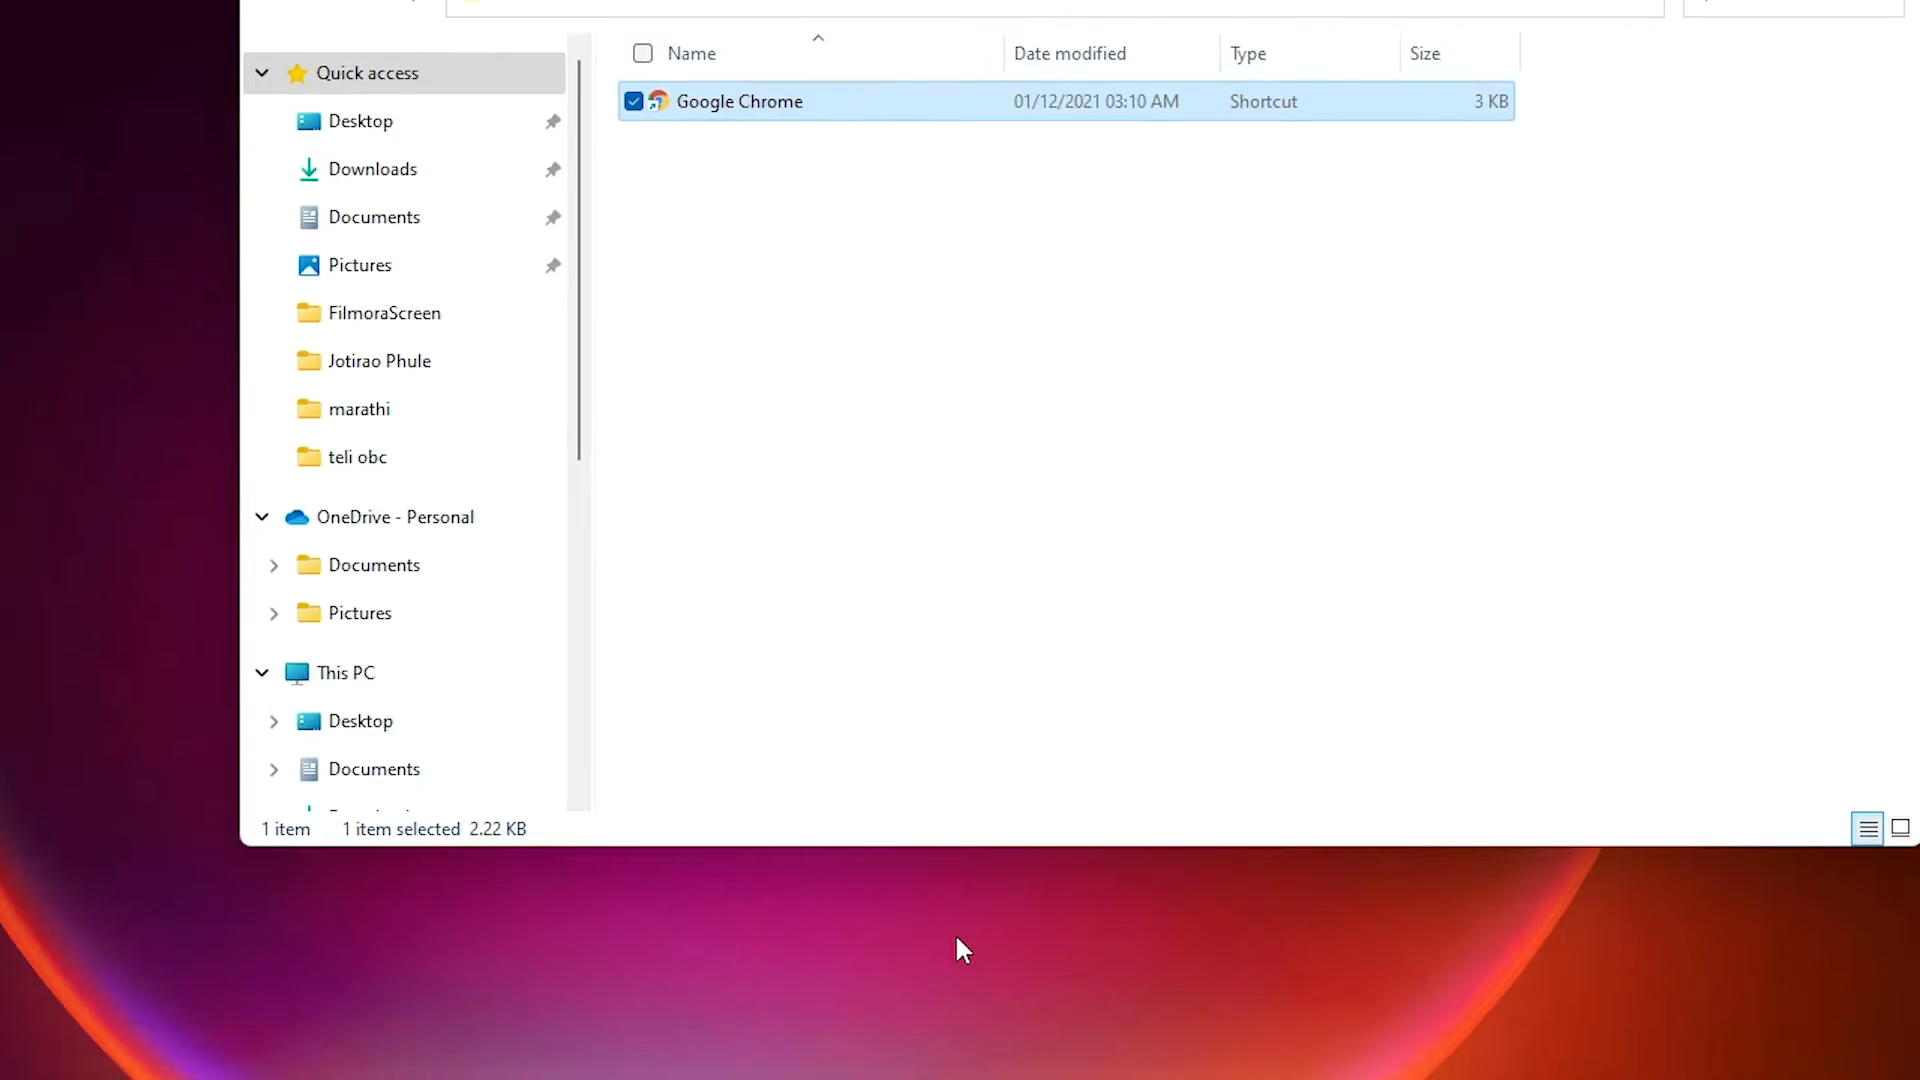 Name Date modified Type Size
Google Chrome 01/12/2021 03:10 AM Shortcut 3 KB
Quick access
Desktop
Downloads
Documents
Pictures
FilmoraScreen
Jotirao Phule
marathi
teli obc
OneDrive - Personal
Documents
Pictures
This PC
Desktop
Documents
1 item 1 item selected 2.22 KB